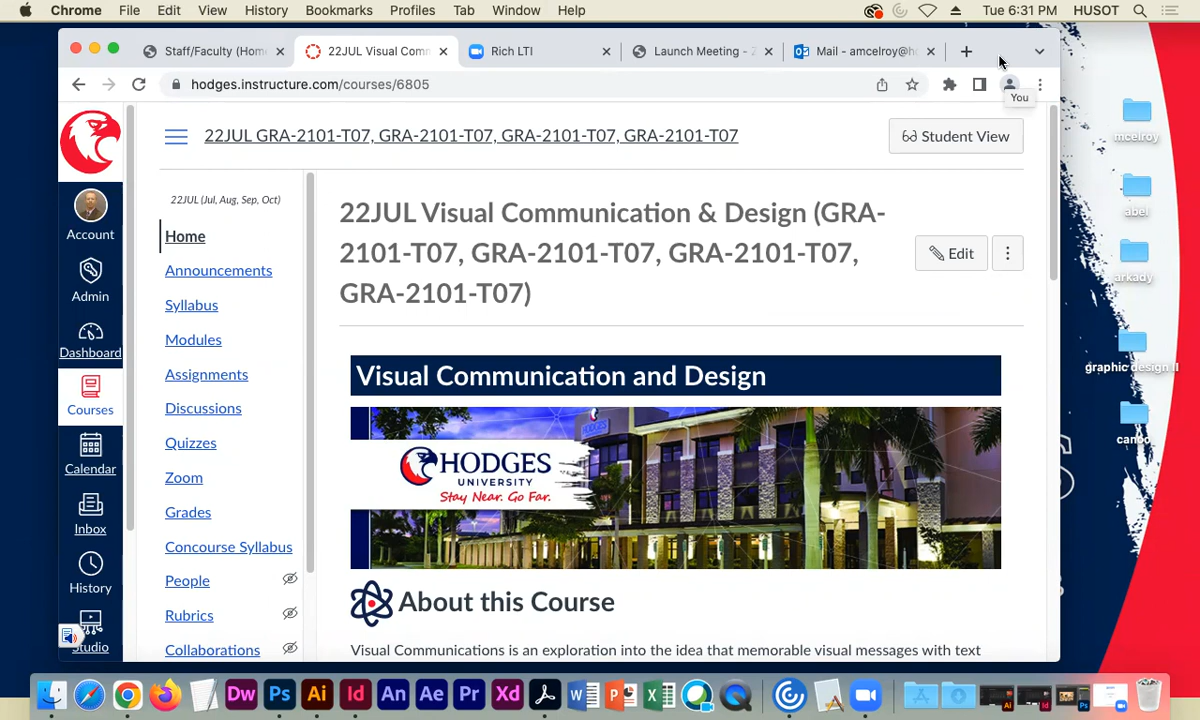 Chrome File Edit View History Bookmarks Profiles Tab Window Help Tue 6:31 PM HUSOT
Staff/Faculty (Hom
22JUL Visual Comm
Rich LTI
Launch Meeting - Z
Mail - amcelroy@ho
hodges.instructure.com/courses/6805
You
22JUL GRA-2101-T07, GRA-2101-T07, GRA-2101-T07, GRA-2101-T07
Student View
Account
Admin
Dashboard
Courses
Calendar
Inbox
History
Studio
22JUL (Jul, Aug, Sep, Oct)
Home
Announcements
Syllabus
Modules
Assignments
Discussions
Quizzes
Zoom
Grades
Concourse Syllabus
People
Rubrics
Collaborations
22JUL Visual Communication & Design (GRA-
2101-T07, GRA-2101-T07, GRA-2101-T07,
GRA-2101-T07)
Edit
Visual Communication and Design
HODGES
UNIVERSITY
Stay Near. Go Far.
HODGES
About this Course
Visual Communications is an exploration into the idea that memorable visual messages with text
mcelroy
abel
arkady
graphic design II
Dw Ps Ai Id An Ae Pr Xd W P X
Ai Id Ps